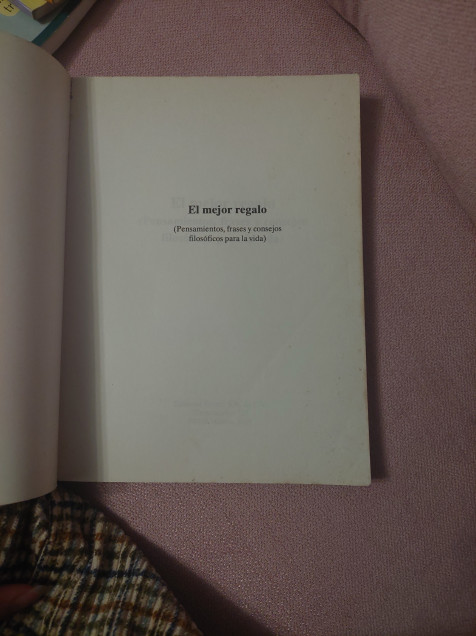 El mejor regalo
(Pensamientos, frases y consejos
filosóficos para la vida)